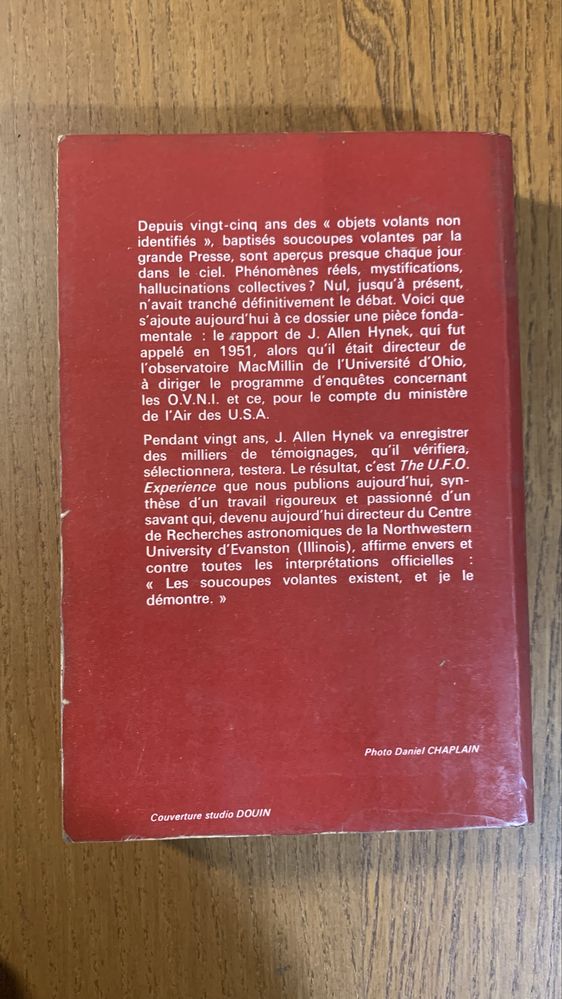 Depuis vingt-cinq ans des « objets volants non
identifiés », baptisés soucoupes volantes par la
grande Presse, sont aperçus presque chaque jour
dans le ciel. Phénomènes réels, mystifications,
hallucinations collectives ? Nul, jusqu'à présent,
n'avait tranché définitivement le débat. Voici que
s'ajoute aujourd'hui à ce dossier une pièce fonda-
mentale : le rapport de J. Allen Hynek, qui fut
appelé en 1951, alors qu'il était directeur de
l'observatoire MacMillin de l'Université d'Ohio,
à diriger le programme d'enquêtes concernant
les O.V.N.I. et ce, pour le compte du ministère
de l'Air des U.S.A.
Pendant vingt ans, J. Allen Hynek va enregistrer
des milliers de témoignages, qu'il vérifiera,
sélectionnera, testera. Le résultat, c'est The U.F.O.
Experience que nous publions aujourd'hui, syn-
thèse d'un travail rigoureux et passionné d'un
savant qui, devenu aujourd'hui directeur du Centre
de Recherches astronomiques de la Northwestern
University d'Evanston (Illinois), affirme envers et
contre toutes les interprétations officielles :
« Les soucoupes volantes existent, et je le
démontre. »
Photo Daniel CHAPLAIN
Couverture studio DOUIN